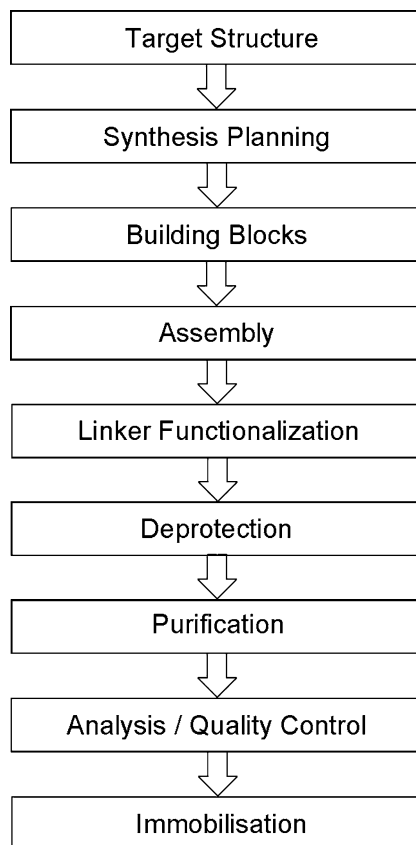 Target Structure
Synthesis Planning
Building Blocks
Assembly
Linker Functionalization
Deprotection
Purification
Analysis / Quality Control
Immobilisation